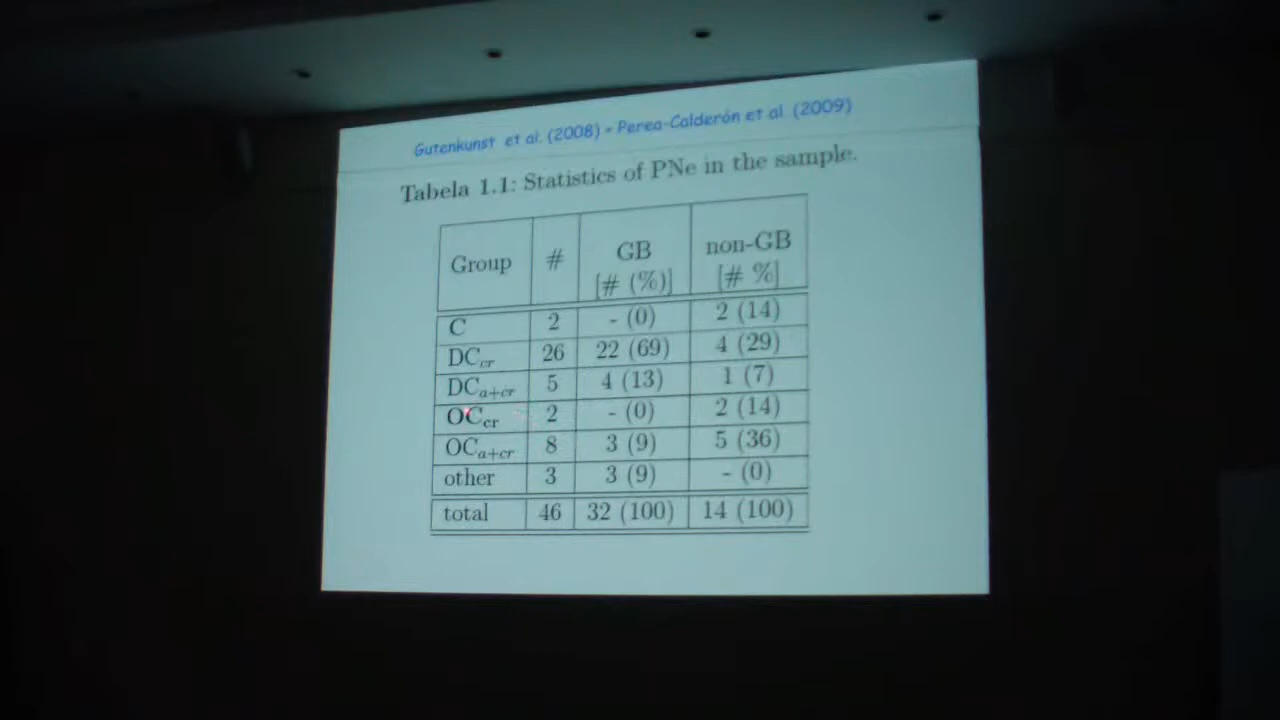 Gutenkunst et al. (2008) + Perea-Calderón et al (2009)
Tabela 1.1: Statistics of PNe in the sample.
Group # GB [# (%)] non-GB [# %]
C 2 - (0) 2 (14)
DCcr 26 22 (69) 4 (29)
DCa+cr 5 4 (13) 1 (7)
OCcr 2 - (0) 2 (14)
OCa+cr 8 3 (9) 5 (36)
other 3 3 (9) - (0)
total 46 32 (100) 14 (100)